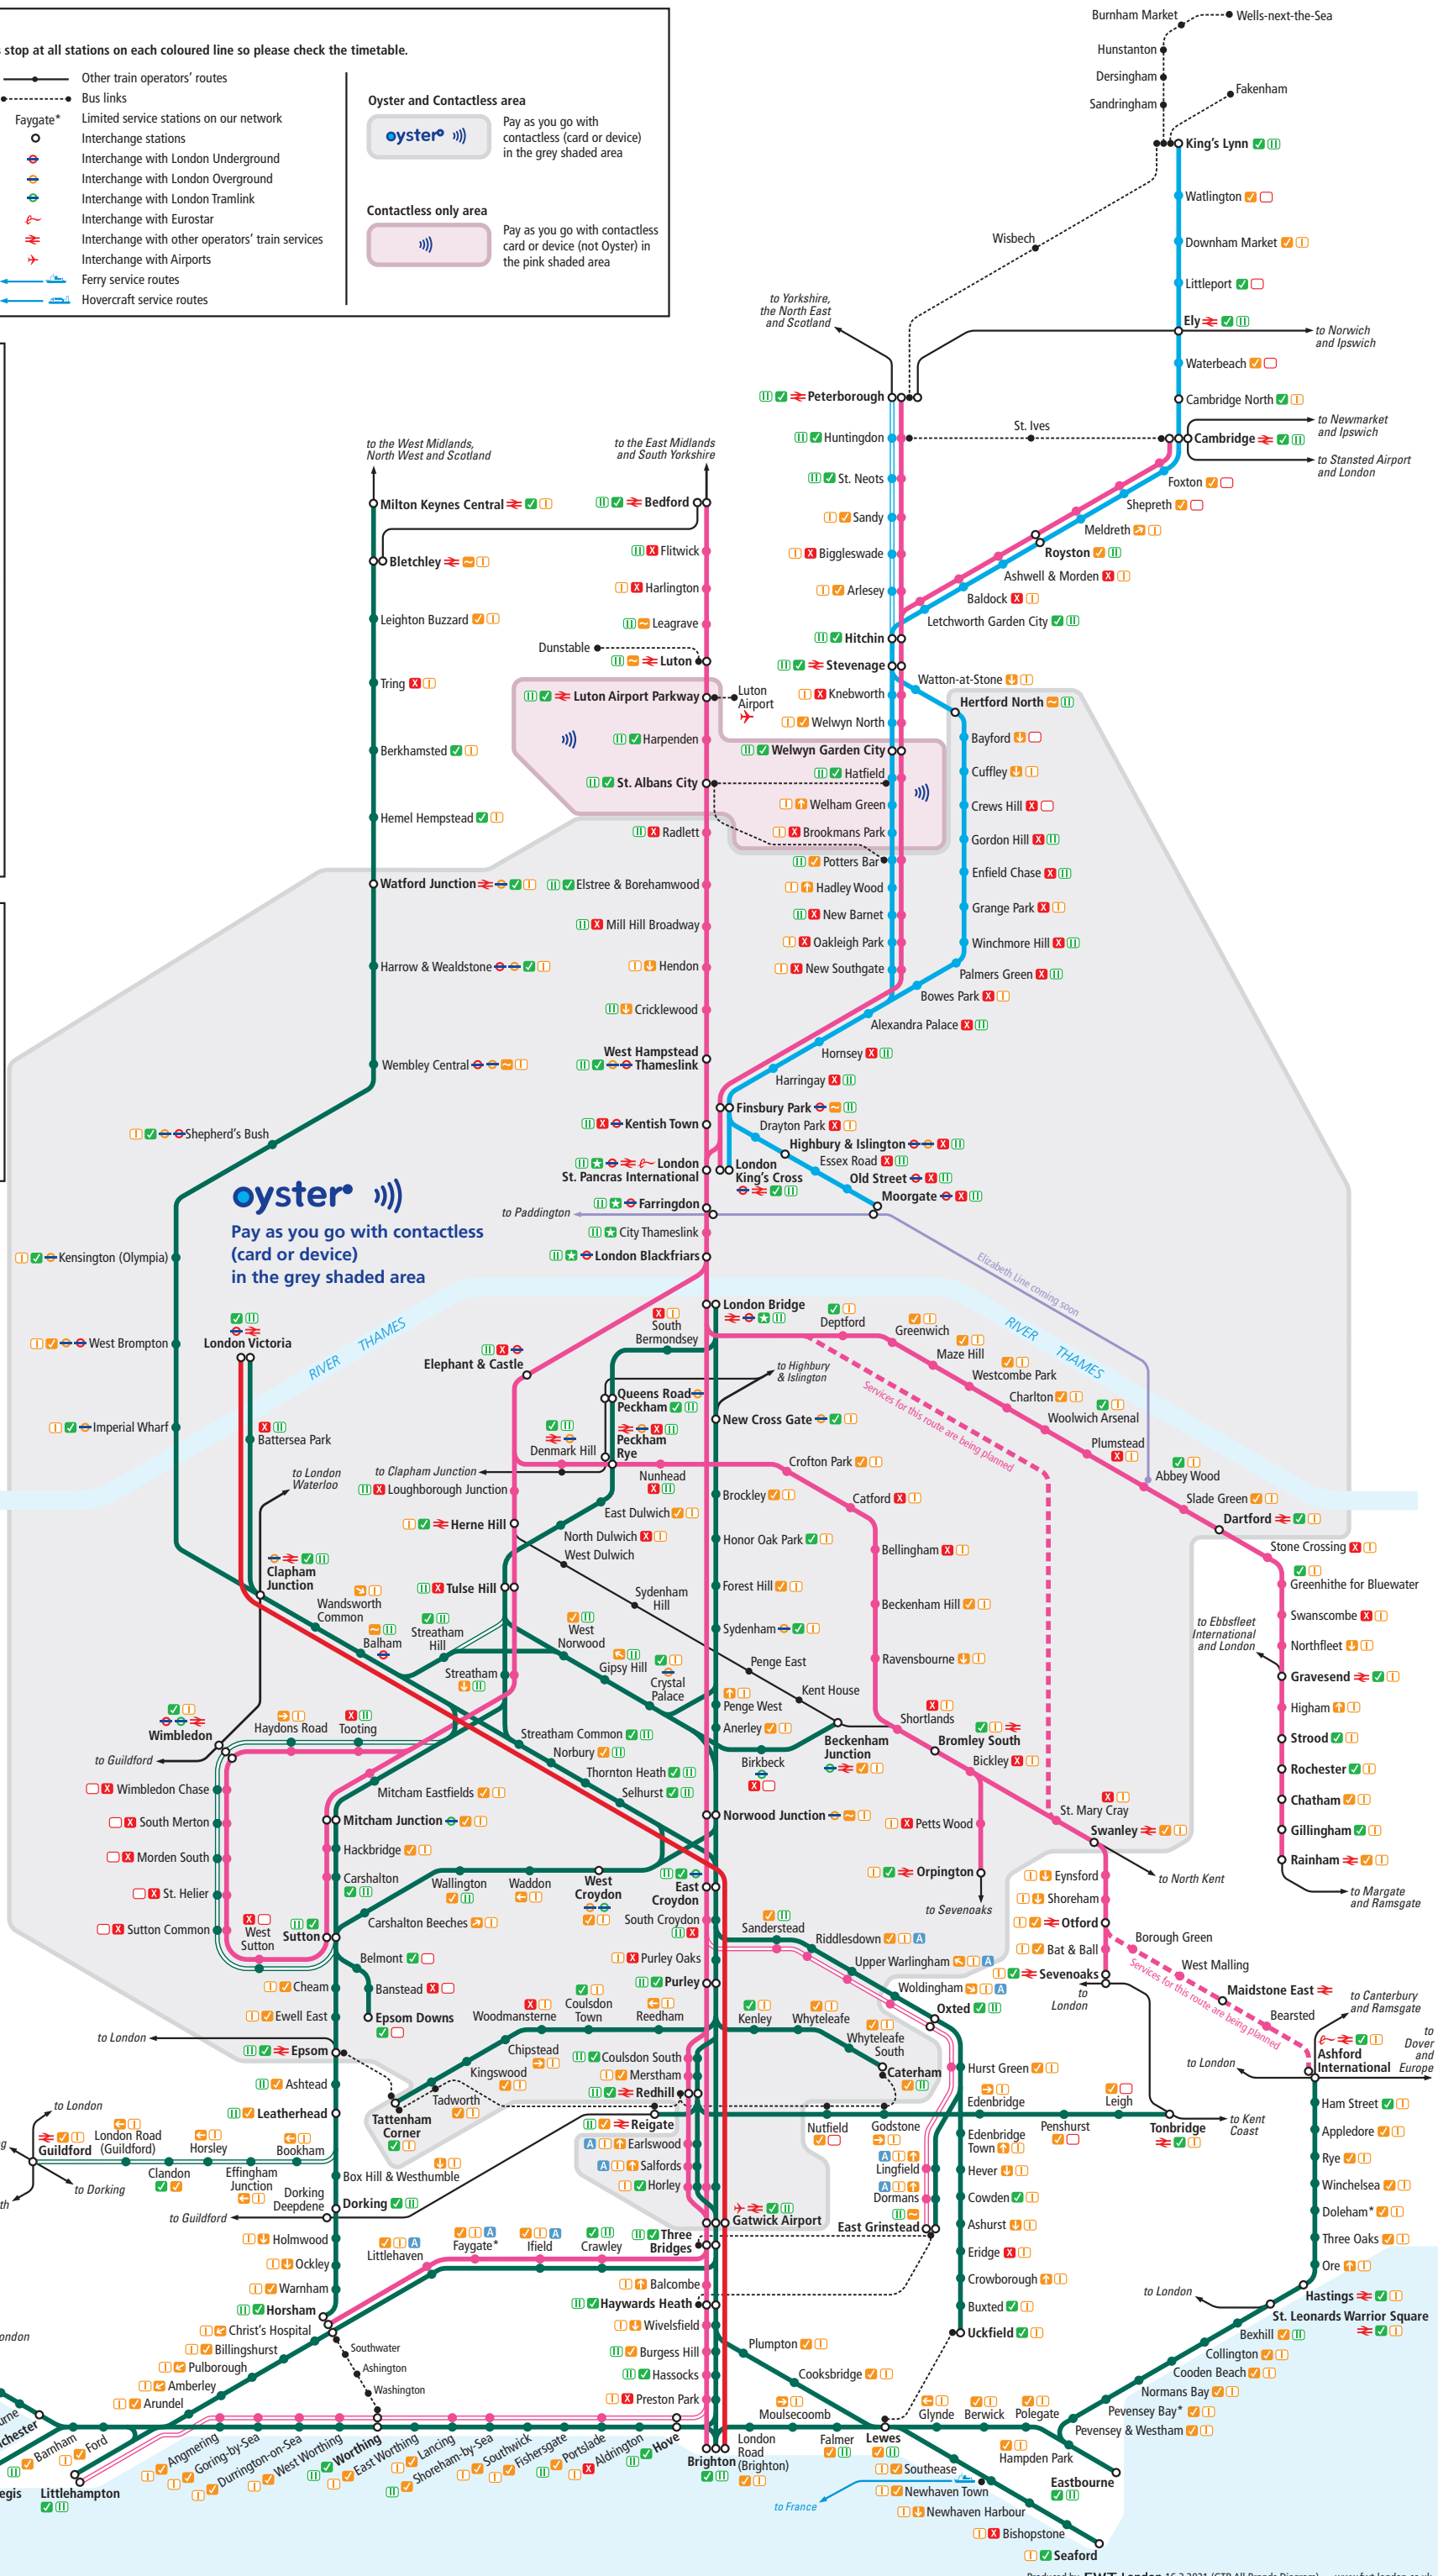 stop at all stations on each coloured line so please check the timetable.
Other train operators' routes
Bus links
Faygate*
Limited service stations on our network
Interchange stations
Interchange with London Underground
Interchange with London Overground
Interchange with London Tramlink
Interchange with Eurostar
Interchange with other operators' train services
Interchange with Airports
Ferry service routes
Hovercraft service routes
Oyster and Contactless area
oyster
Pay as you go with
contactless (card or device)
in the grey shaded area
Contactless only area
Pay as you go with contactless
card or device (not Oyster) in
the pink shaded area
Burnham Market
Wells-next-the-Sea
Hunstanton
Dersingham
Sandringham
Fakenham
King's Lynn
Watlington
Downham Market
Wisbech
Littleport
to Yorkshire,
the North East
and Scotland
Ely
to Norwich
and Ipswich
Waterbeach
Peterborough
Cambridge North
to Newmarket
and Ipswich
Huntingdon
St. Ives
Cambridge
to Stansted Airport
and London
to the West Midlands,
North West and Scotland
to the East Midlands
and South Yorkshire
St. Neots
Foxton
Shepreth
Milton Keynes Central
Bedford
Sandy
Meldreth
Royston
Bletchley
Flitwick
Biggleswade
Ashwell & Morden
Harlington
Arlesey
Baldock
Letchworth Garden City
Leighton Buzzard
Leagrave
Hitchin
Dunstable
Luton
Stevenage
Watton-at-Stone
Tring
Luton Airport Parkway
Luton
Airport
Knebworth
Hertford North
Welwyn North
Bayford
Berkhamsted
Harpenden
Welwyn Garden City
Cuffley
St. Albans City
Hatfield
Hemel Hempstead
Welham Green
Crews Hill
Radlett
Brookmans Park
Gordon Hill
Potters Bar
Enfield Chase
Watford Junction
Elstree & Borehamwood
Hadley Wood
Grange Park
Mill Hill Broadway
New Barnet
Oakleigh Park
Winchmore Hill
Harrow & Wealdstone
Hendon
New Southgate
Palmers Green
Bowes Park
Cricklewood
Alexandra Palace
Wembley Central
West Hampstead
Thameslink
Hornsey
Harringay
Finsbury Park
Kentish Town
Drayton Park
Shepherd's Bush
Highbury & Islington
Essex Road
London
St. Pancras International
London
King's Cross
Old Street
Moorgate
oyster
Farringdon
to Paddington
Pay as you go with contactless
(card or device)
in the grey shaded area
City Thameslink
Kensington (Olympia)
London Blackfriars
Elizabeth Line coming soon
London Bridge
RIVER THAMES
RIVER THAMES
South
Bermondsey
Deptford
Greenwich
Maze Hill
Westcombe Park
Charlton
Woolwich Arsenal
Plumstead
Abbey Wood
Slade Green
Dartford
West Brompton
London Victoria
Elephant & Castle
to Highbury
& Islington
Services for this route are being planned
Queens Road
Peckham
New Cross Gate
Imperial Wharf
Battersea Park
Denmark Hill
Peckham
Rye
to Clapham Junction
Nunhead
Crofton Park
to London
Waterloo
Loughborough Junction
East Dulwich
Brockley
Catford
Herne Hill
North Dulwich
Honor Oak Park
West Dulwich
Bellingham
Stone Crossing
Greenhithe for Bluewater
Clapham
Junction
Tulse Hill
Forest Hill
Sydenham
Hill
Beckenham Hill
Swanscombe
Wandsworth
Common
Balham
Streatham
Hill
West
Norwood
Sydenham
to Ebbsfleet
International
and London
Northfleet
Streatham
Gipsy Hill
Crystal
Palace
Penge East
Ravensbourne
Gravesend
Kent House
Penge West
Higham
Wimbledon
Haydons Road
Tooting
Streatham Common
Anerley
Shortlands
Strood
to Guildford
Norbury
Birkbeck
Beckenham
Junction
Bromley South
Bickley
Rochester
Wimbledon Chase
Thornton Heath
Mitcham Eastfields
Selhurst
Chatham
South Merton
Mitcham Junction
Norwood Junction
Petts Wood
St. Mary Cray
Swanley
Gillingham
Morden South
Hackbridge
Rainham
St. Helier
Carshalton
Wallington
Waddon
West
Croydon
East
Croydon
Orpington
Eynsford
to North Kent
to Margate
and Ramsgate
Shoreham
to Sevenoaks
Sutton Common
West
Sutton
Sutton
Carshalton Beeches
South Croydon
Sanderstead
Riddlesdown
Otford
Borough Green
Belmont
Purley Oaks
Upper Warlingham
Bat & Ball
West Malling
Cheam
Banstead
Purley
Woldingham
Sevenoaks
to
London
Services for this route are being planned
Maidstone East
Bearsted
to Canterbury
and Ramsgate
Ewell East
Epsom Downs
Woodmansterne
Coulsdon
Town
Reedham
Kenley
Whyteleafe
Oxted
to London
Chipstead
Whyteleafe
South
to
Dover
and
Europe
Ashford
International
Epsom
Kingswood
Coulsdon South
to London
Ashtead
Tadworth
Merstham
Caterham
Hurst Green
Leatherhead
Tattenham
Corner
Redhill
Edenbridge
Leigh
Ham Street
to London
Reigate
Nutfield
Godstone
Penshurst
Tonbridge
to Kent
Coast
Guildford
London Road
(Guildford)
Horsley
Bookham
Earlswood
Edenbridge
Town
Appledore
Clandon
Effingham
Junction
Box Hill & Westhumble
Salfords
Lingfield
Hever
Rye
to Dorking
Horley
Dormans
Cowden
Winchelsea
Dorking
Deepdene
Dorking
Gatwick Airport
East Grinstead
Ashurst
Doleham*
to Guildford
Holmwood
Littlehaven
Faygate*
Ifield
Crawley
Three
Bridges
Eridge
Three Oaks
Ockley
Crowborough
Ore
Warnham
Balcombe
to London
Hastings
Horsham
Haywards Heath
Buxted
St. Leonards Warrior Square
Christ's Hospital
Wivelsfield
Uckfield
Bexhill
Billingshurst
Southwater
Plumpton
Collington
Burgess Hill
Pulborough
Ashington
Cooksbridge
Cooden Beach
Amberley
Hassocks
Normans Bay
Arundel
Washington
Preston Park
Moulsecoomb
Glynde
Berwick
Polegate
Pevensey Bay*
Pevensey & Westham
Barnham
Ford
Angmering
Goring-by-Sea
Durrington-on-Sea
West Worthing
Worthing
East Worthing
Lancing
Shoreham-by-Sea
Southwick
Fishersgate
Portslade
Aldrington
Hove
Brighton
London
Road
(Brighton)
Falmer
Lewes
Hampden Park
Southease
Eastbourne
Littlehampton
Newhaven Town
to France
Newhaven Harbour
Bishopstone
Seaford